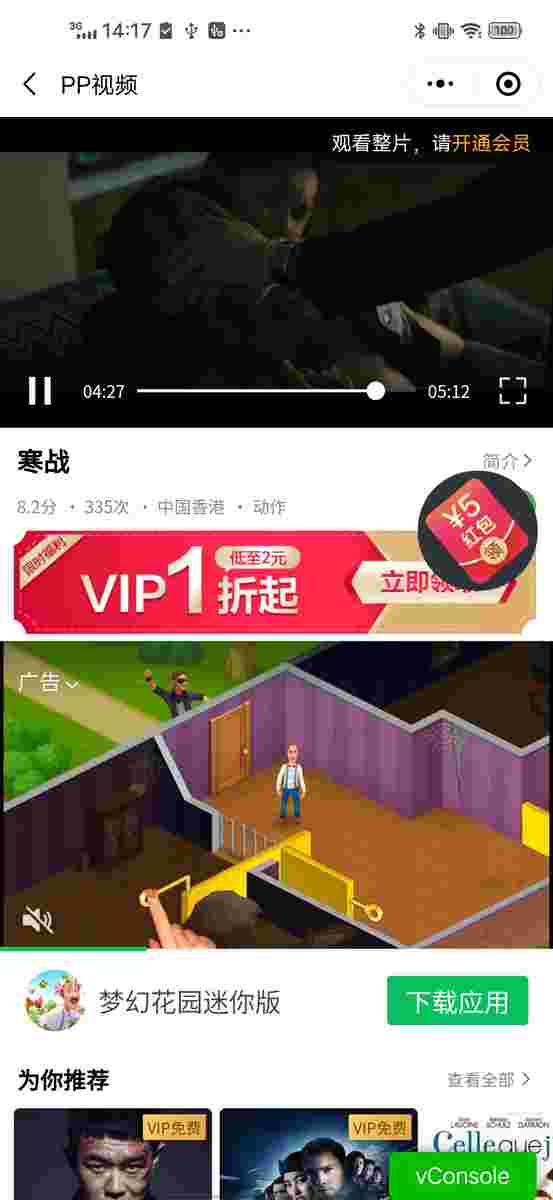 3G 14:17 100
PP视频
观看整片，请开通会员
04:27 05:12
寒战 简介
8.2分 · 335次 · 中国香港 · 动作
¥5
红包
领
限时福利
低至2元
VIP1折起
立即领
广告
梦幻花园迷你版 下载应用
为你推荐 查看全部
VIP免费 VIP免费
vConsole